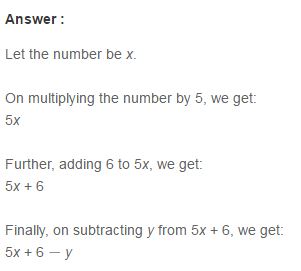 Answer :
Let the number be x.
On multiplying the number by 5, we get:
5x
Further, adding 6 to 5x, we get:
5x + 6
Finally, on subtracting y from 5x + 6, we get:
5x + 6 — y